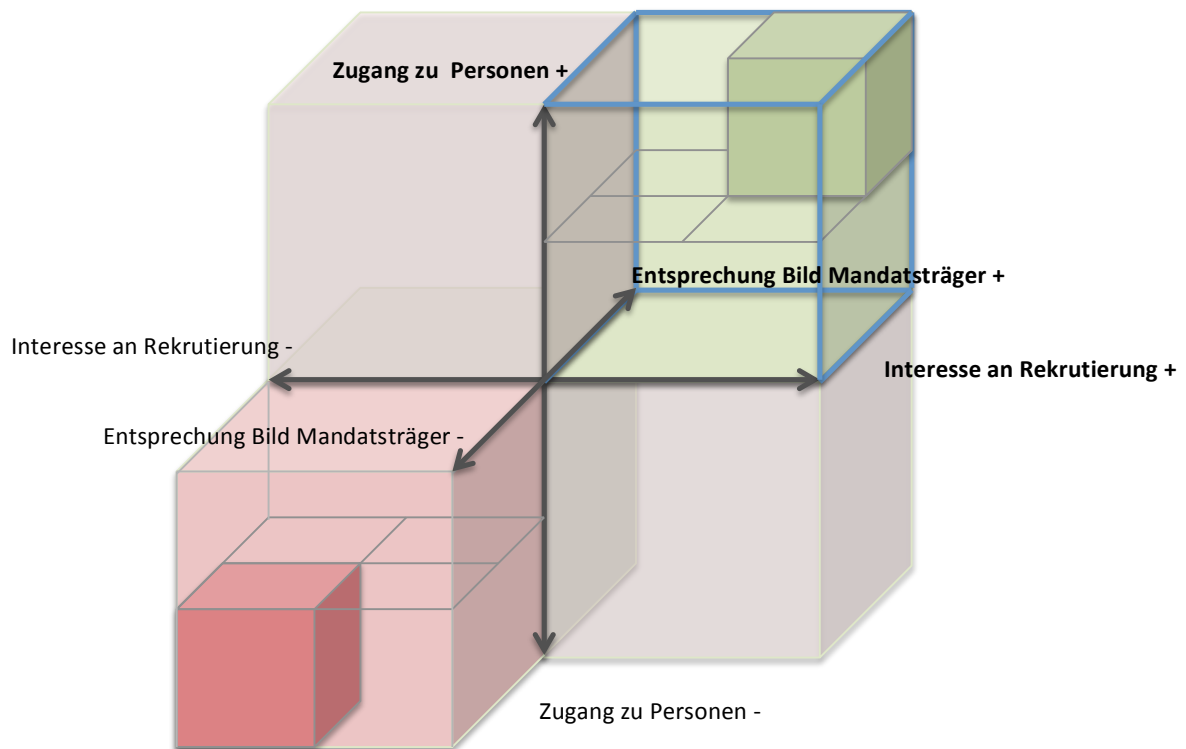 Zugang zu  Personen +
Entsprechung Bild Mandatsträger +
Interesse an Rekrutierung -
Interesse an Rekrutierung +
Entsprechung Bild Mandatsträger -
Zugang zu Personen -